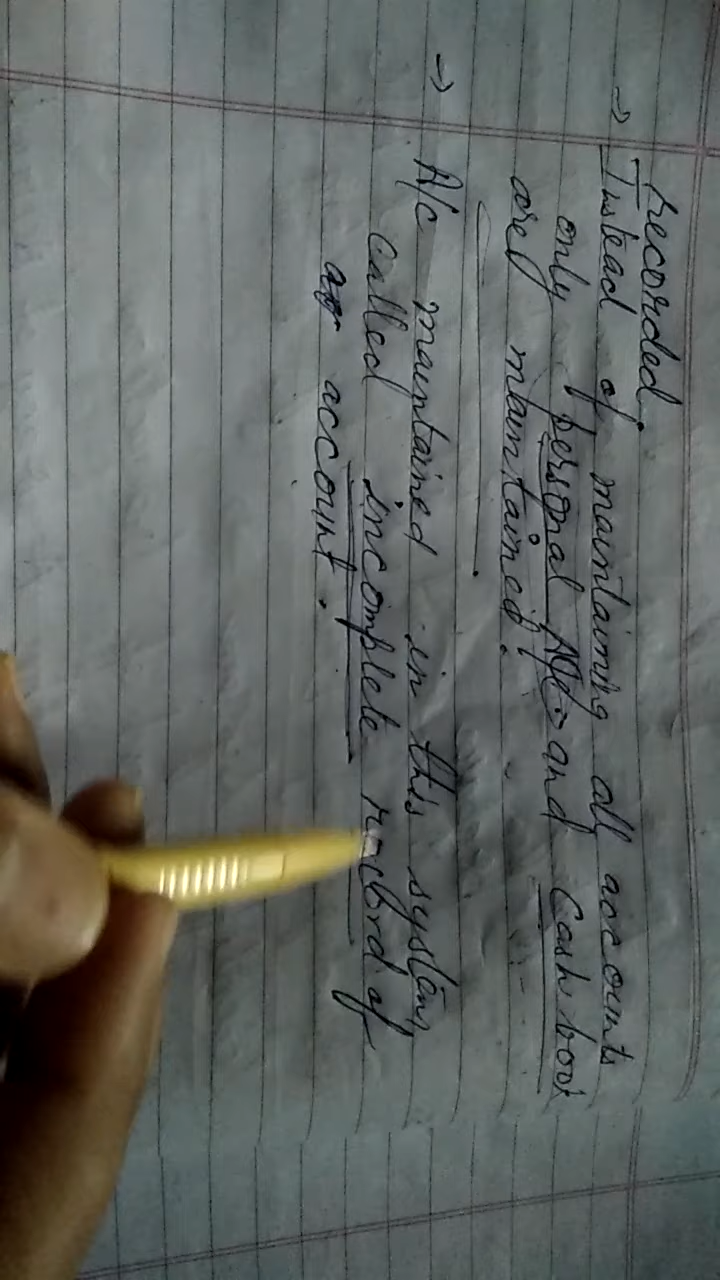 recorded.
→ Instead of maintaining all accounts
only personal A/c and Cash book
are maintained.
→ A/c maintained in this system
called incomplete record of
account.